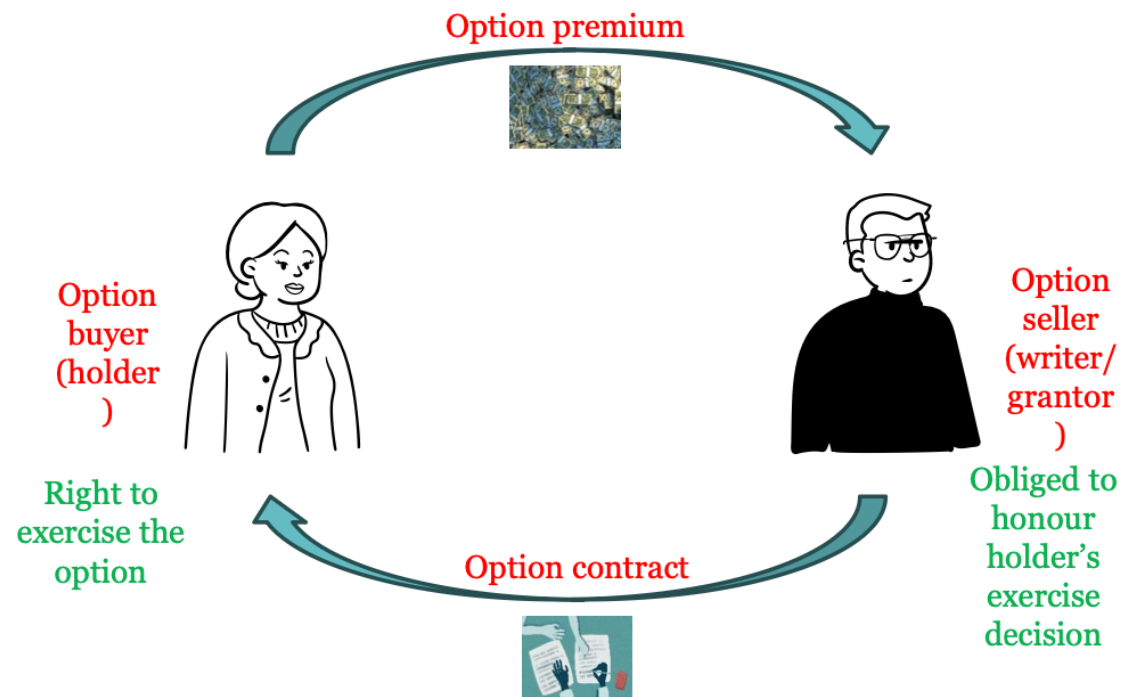 Option premium
Option
buyer
(holder
)
Right to
exercise the
option
Option
seller
(writer/
grantor
)
Obliged to
honour
holder's
exercise
decision
Option contract